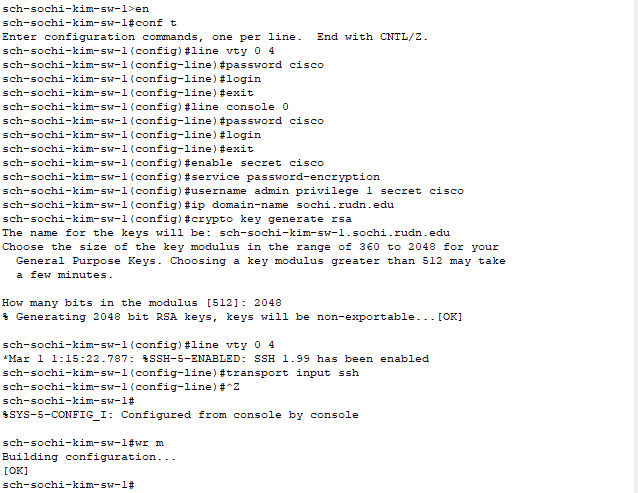 sch-sochi-kim-sw-1>en
sch-sochi-kim-sw-1#conf t
Enter configuration commands, one per line.  End with CNTL/Z.
sch-sochi-kim-sw-1(config)#line vty 0 4
sch-sochi-kim-sw-1(config-line)#password cisco
sch-sochi-kim-sw-1(config-line)#login
sch-sochi-kim-sw-1(config-line)#exit
sch-sochi-kim-sw-1(config)#line console 0
sch-sochi-kim-sw-1(config-line)#password cisco
sch-sochi-kim-sw-1(config-line)#login
sch-sochi-kim-sw-1(config-line)#exit
sch-sochi-kim-sw-1(config)#enable secret cisco
sch-sochi-kim-sw-1(config)#service password-encryption
sch-sochi-kim-sw-1(config)#username admin privilege 1 secret cisco
sch-sochi-kim-sw-1(config)#ip domain-name sochi.rudn.edu
sch-sochi-kim-sw-1(config)#crypto key generate rsa
The name for the keys will be: sch-sochi-kim-sw-1.sochi.rudn.edu
Choose the size of the key modulus in the range of 360 to 2048 for your
  General Purpose Keys. Choosing a key modulus greater than 512 may take
  a few minutes.

How many bits in the modulus [512]: 2048
% Generating 2048 bit RSA keys, keys will be non-exportable...[OK]

sch-sochi-kim-sw-1(config)#line vty 0 4
*Mar 1 1:15:22.787: %SSH-5-ENABLED: SSH 1.99 has been enabled
sch-sochi-kim-sw-1(config-line)#transport input ssh
sch-sochi-kim-sw-1(config-line)#^Z
sch-sochi-kim-sw-1#
%SYS-5-CONFIG_I: Configured from console by console

sch-sochi-kim-sw-1#wr m
Building configuration...
[OK]
sch-sochi-kim-sw-1#